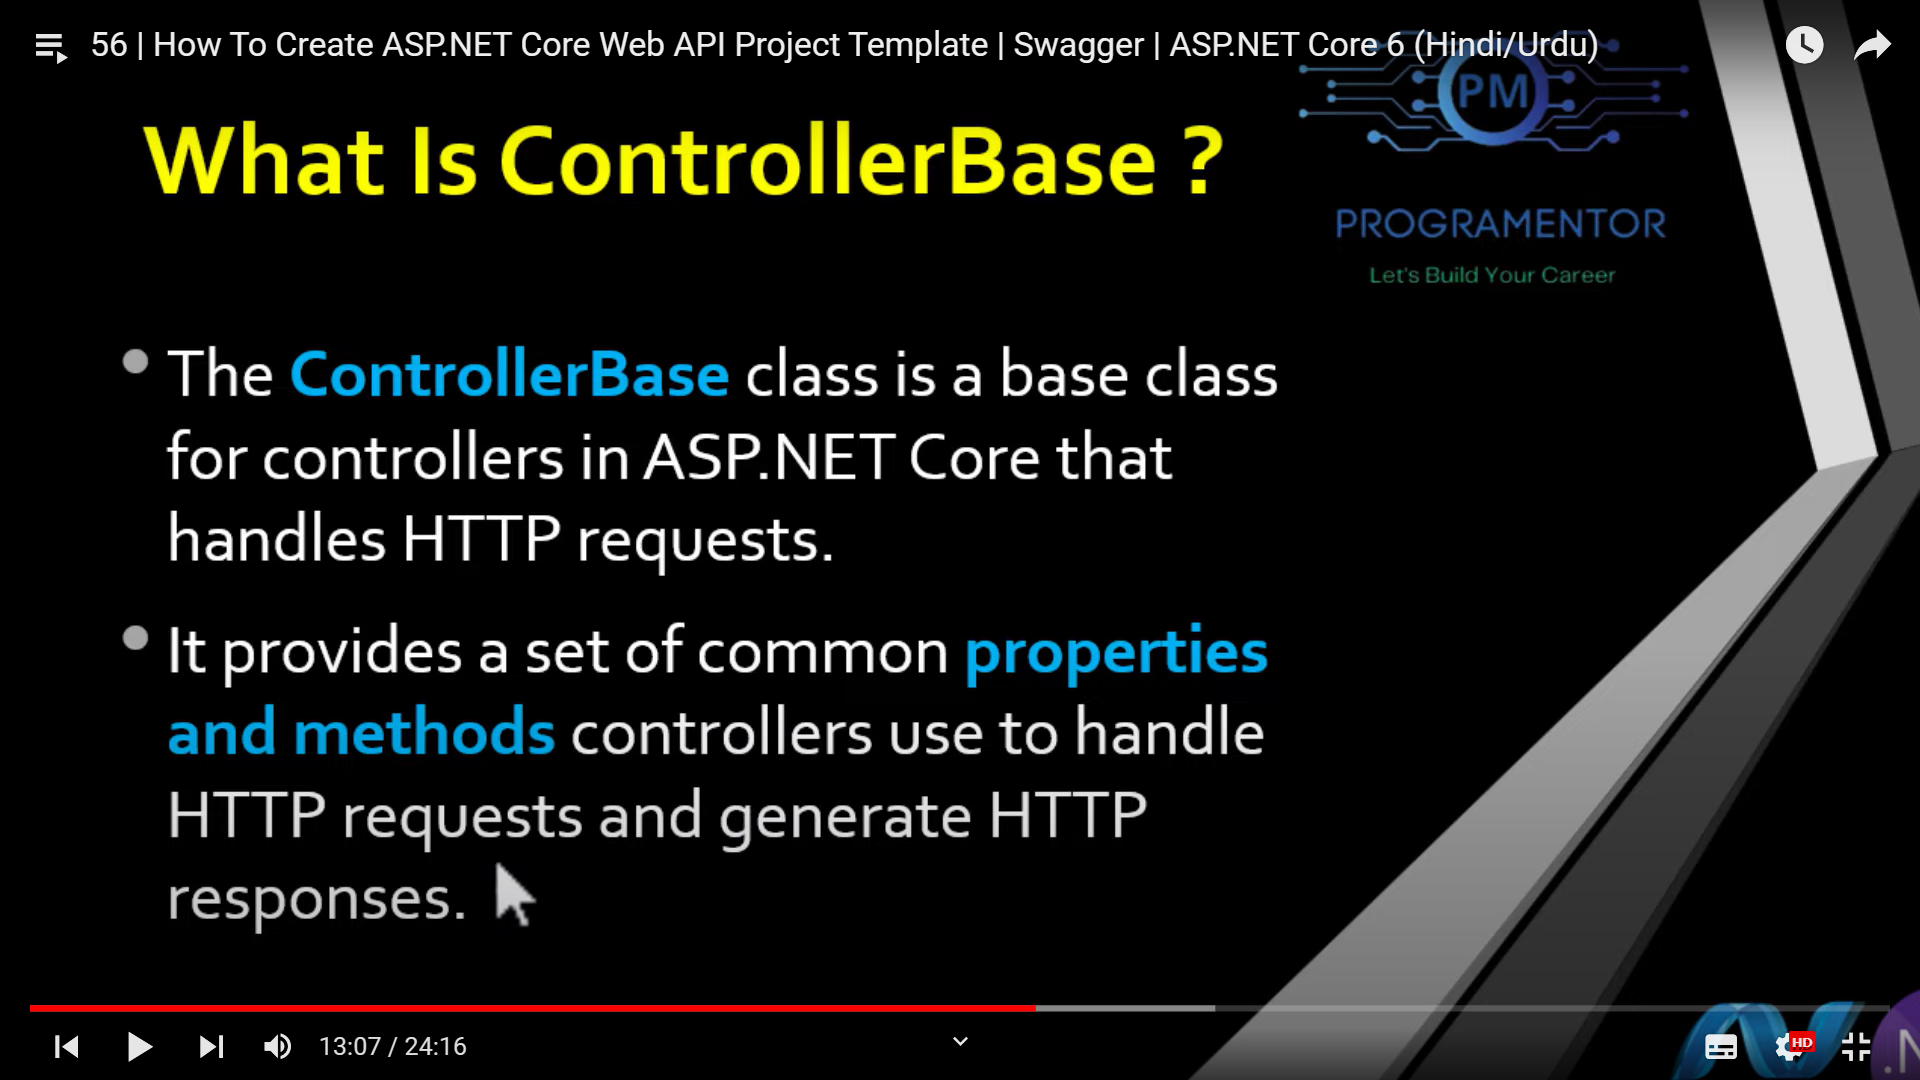 56 | How To Create ASP.NET Core Web API Project Template | Swagger | ASP.NET Core 6 (Hindi/Urdu)
PM
What Is ControllerBase ?
PROGRAMENTOR
Let's Build Your Career
The ControllerBase class is a base class
for controllers in ASP.NET Core that
handles HTTP requests.
It provides a set of common properties
and methods controllers use to handle
HTTP requests and generate HTTP
responses.
13:07 / 24:16
HD
.N